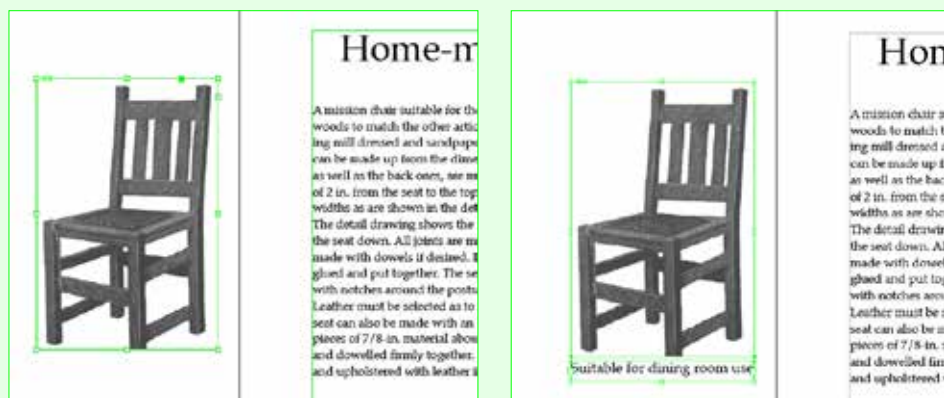 Home-m
A mission chair suitable for the
woods to match the other artic
ing mill dressed and sandpape
can be made up from the dime
as well as the back ones, are m
of 2 in. from the seat to the top
widths as are shown in the det
The detail drawing shows the
the seat down. All joints are m
made with dowels if desired.
glued and put together. The se
with notches around the posts
Leather must be selected as to
seat can also be made with an
pieces of 7/8-in. material abov
and dowelled firmly together.
and upholstered with leather
Suitable for dining room use
Hom
A mission chair s
woods to match t
ing mill dressed a
can be made up f
as well as the bac
of 2 in. from the s
widths as are sho
The detail drawin
the seat down. Al
made with dowel
glued and put tog
with notches arou
Leather must be s
seat can also be m
pieces of 7/8-in.
and dowelled firm
and upholstered